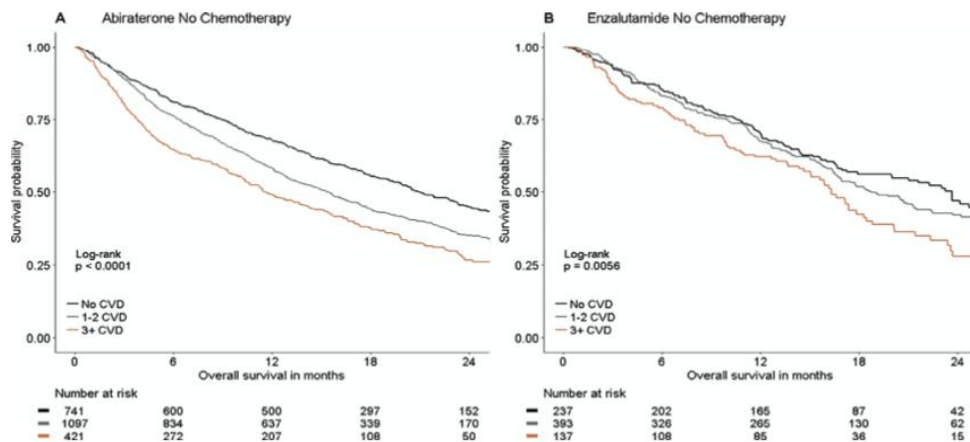 A Abiraterone No Chemotherapy
1.00
0.75
0.50
0.25
0.00
Survival probability
Log-rank
p < 0.0001
No CVD
1-2 CVD
3+ CVD
0 6 12 18 24
Overall survival in months
Number at risk
741 600 500 297 152
1097 834 637 339 170
421 272 207 108 50
B Enzalutamide No Chemotherapy
1.00
0.75
0.50
0.25
0.00
Survival probability
Log-rank
p = 0.0056
No CVD
1-2 CVD
3+ CVD
0 6 12 18 24
Overall survival in months
Number at risk
237 202 165 87 42
393 326 265 130 62
137 108 85 36 15